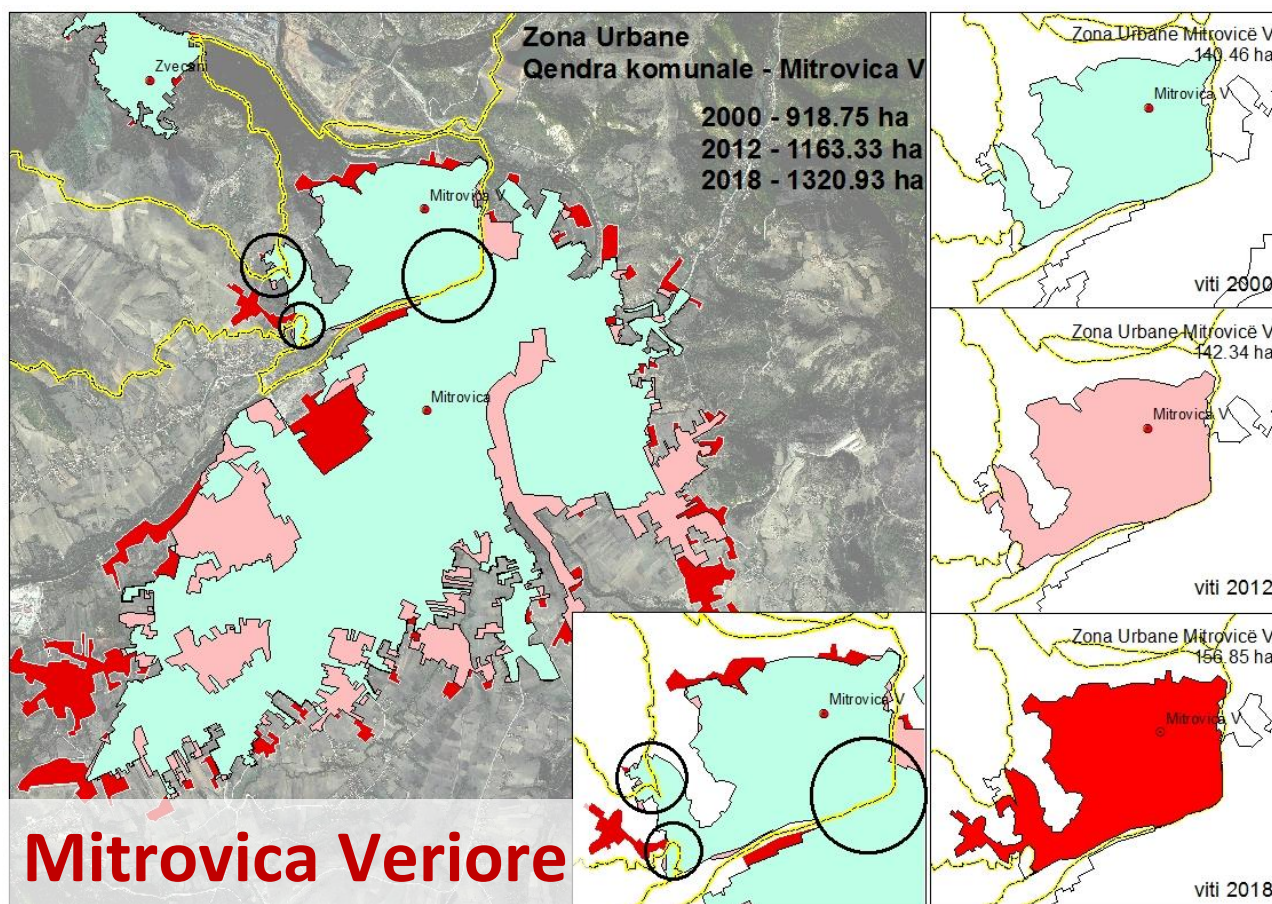 Zona Urbane
Qendra komunale - Mitrovica V
2000 - 918.75 ha
2012 - 1163.33 ha
2018 - 1320.93 ha
Zveçani
Mitrovica V
Mitrovica
Mitrovica Veriore
Mitrovica V
Zona Urbane Mitrovicë V
140.46 ha
Mitrovica V
viti 2000
Zona Urbane Mitrovicë V
142.34 ha
Mitrovica V
viti 2012
Zona Urbane Mitrovicë V
156.85 ha
Mitrovica V
viti 2018